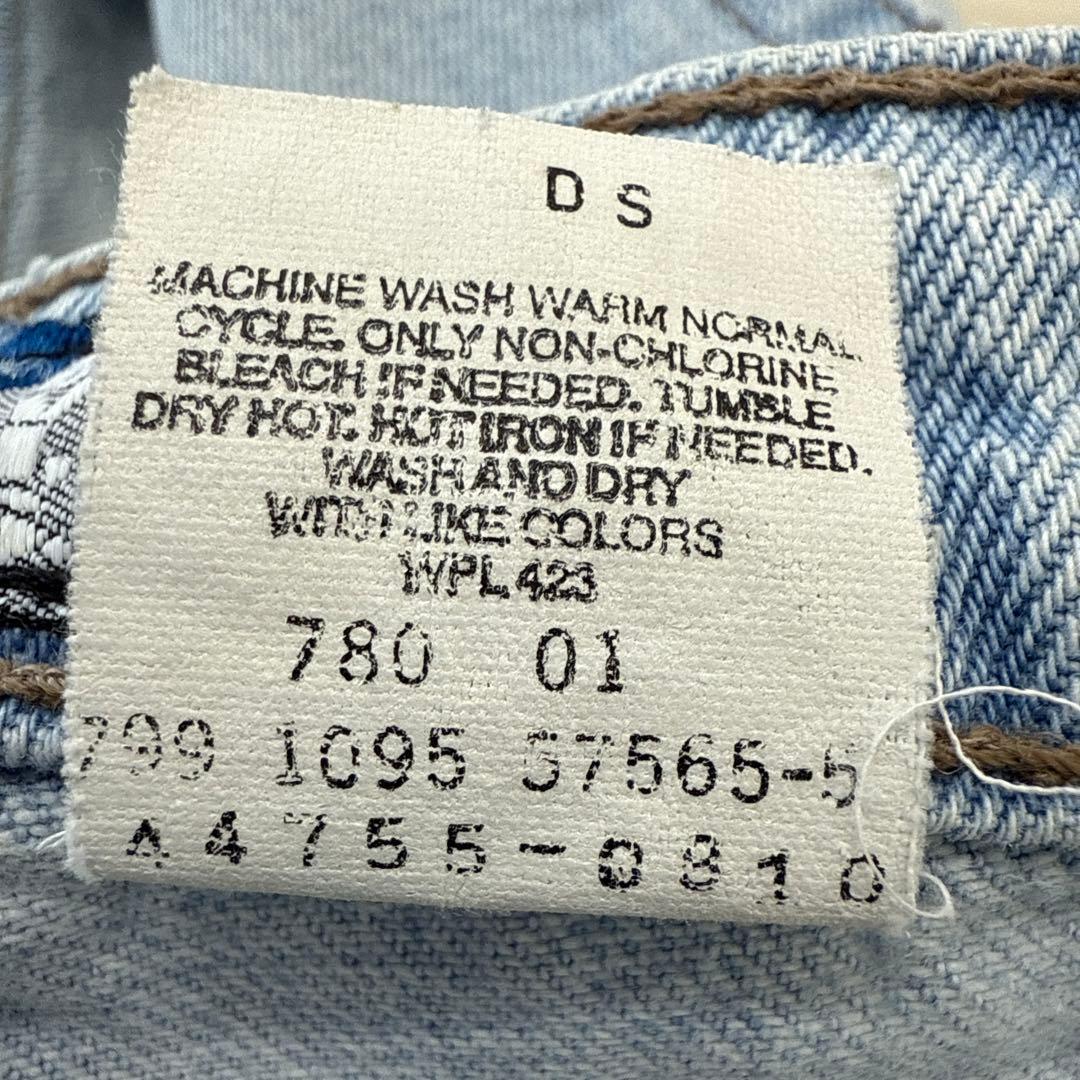 D S
MACHINE WASH WARM NORMAL
CYCLE. ONLY NON-CHLORINE
BLEACH IF NEEDED. TUMBLE
DRY HOT. HOT IRON IF NEEDED.
WASH AND DRY
WITH LIKE COLORS
WPL 423
780 01
799 1095 57565-5
A4755-0810